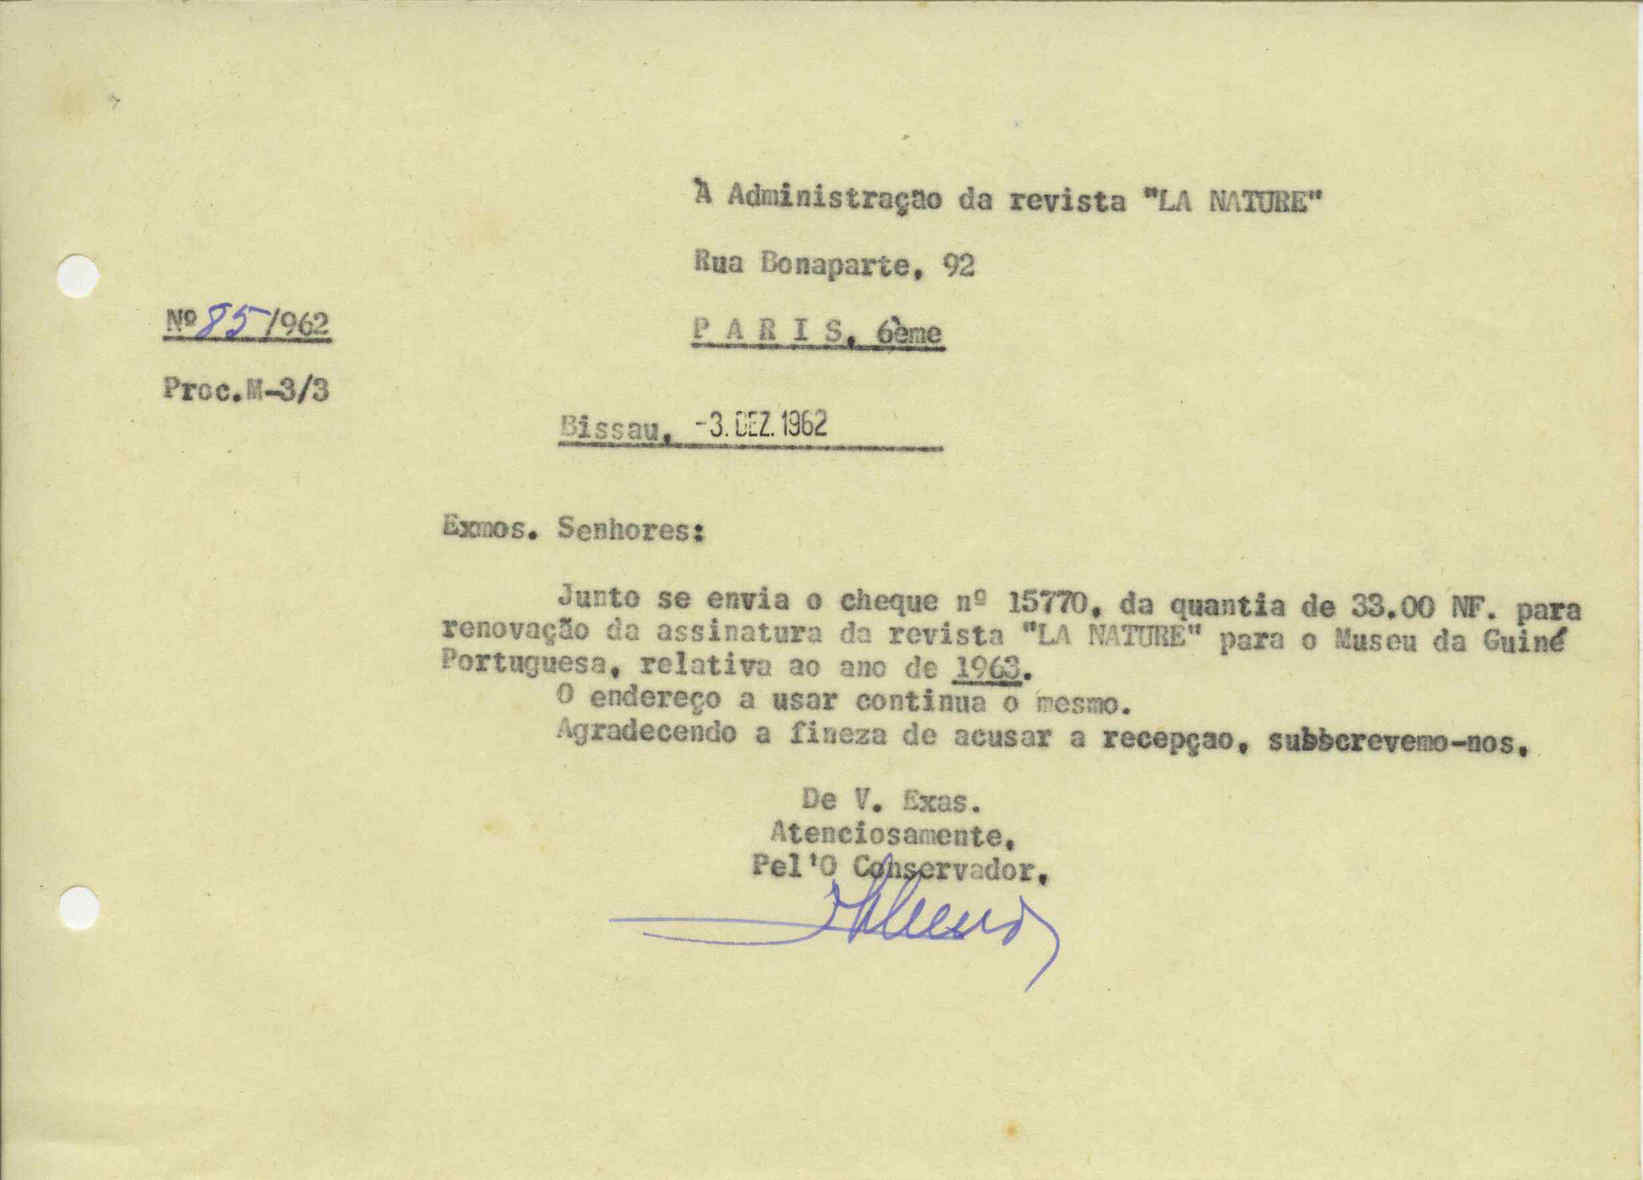 À Administração da revista "LA NATURE"
Rua Bonaparte, 92
Nº 85/962
P A R I S, 6ème
Proc.M-3/3
Bissau, -3. DEZ. 1962
Exmos. Senhores:
Junto se envia o cheque nº 15770, da quantia de 33.00 NF. para
renovação da assinatura da revista "LA NATURE" para o Museu da Guiné
Portuguesa, relativa ao ano de 1963.
O endereço a usar continua o mesmo.
Agradecendo a fineza de acusar a recepçao, subscrevemo-nos,
De V. Exas.
Atenciosamente,
Pel'O Conservador,